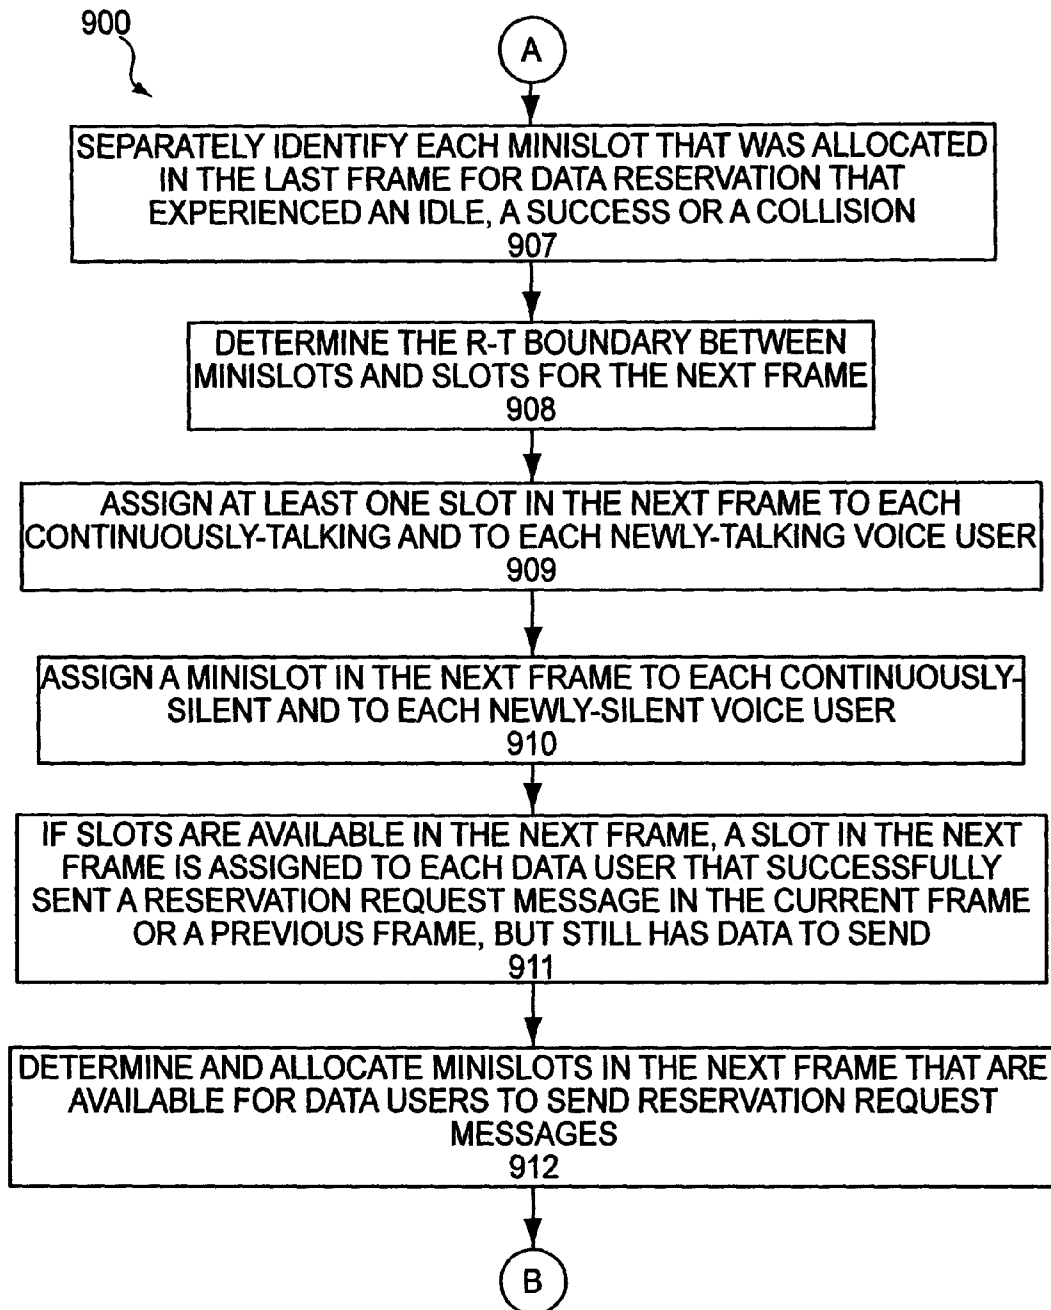 900
A
SEPARATELY IDENTIFY EACH MINISLOT THAT WAS ALLOCATED
IN THE LAST FRAME FOR DATA RESERVATION THAT
EXPERIENCED AN IDLE, A SUCCESS OR A COLLISION
907
DETERMINE THE R-T BOUNDARY BETWEEN
MINISLOTS AND SLOTS FOR THE NEXT FRAME
908
ASSIGN AT LEAST ONE SLOT IN THE NEXT FRAME TO EACH
CONTINUOUSLY-TALKING AND TO EACH NEWLY-TALKING VOICE USER
909
ASSIGN A MINISLOT IN THE NEXT FRAME TO EACH CONTINUOUSLY-
SILENT AND TO EACH NEWLY-SILENT VOICE USER
910
IF SLOTS ARE AVAILABLE IN THE NEXT FRAME, A SLOT IN THE NEXT
FRAME IS ASSIGNED TO EACH DATA USER THAT SUCCESSFULLY
SENT A RESERVATION REQUEST MESSAGE IN THE CURRENT FRAME
OR A PREVIOUS FRAME, BUT STILL HAS DATA TO SEND
911
DETERMINE AND ALLOCATE MINISLOTS IN THE NEXT FRAME THAT ARE
AVAILABLE FOR DATA USERS TO SEND RESERVATION REQUEST
MESSAGES
912
B